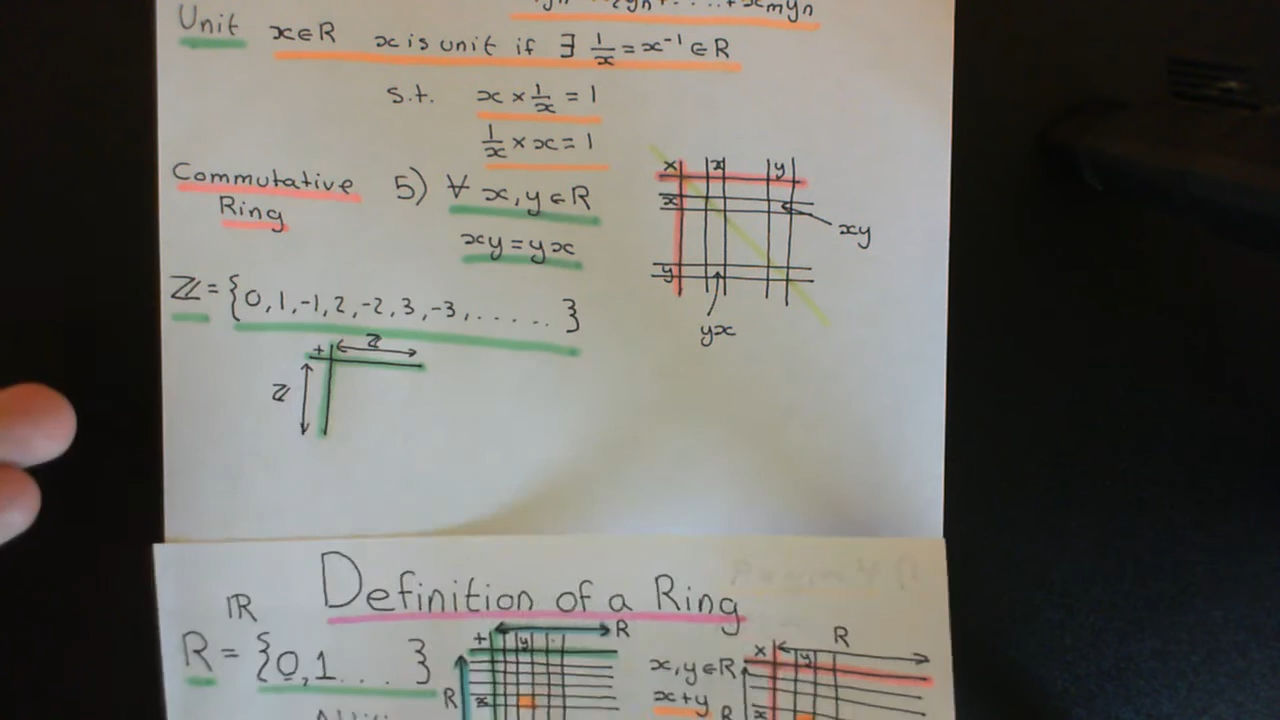 +xmyn
Unit x∈R x is unit if ∃ 1/x = x⁻¹ ∈ R
s.t. x × 1/x = 1
1/x × x = 1
Commutative Ring 5) ∀ x, y ∈ R
xy = yx
× x y
x
xy
y
yx
ℤ = {0, 1, -1, 2, -2, 3, -3, ..... }
+ ℤ
ℤ
Definition of a Ring
ℝ
R = {0, 1 ... }
+ y R
R x
x, y ∈ R
x + y
× y R
R x